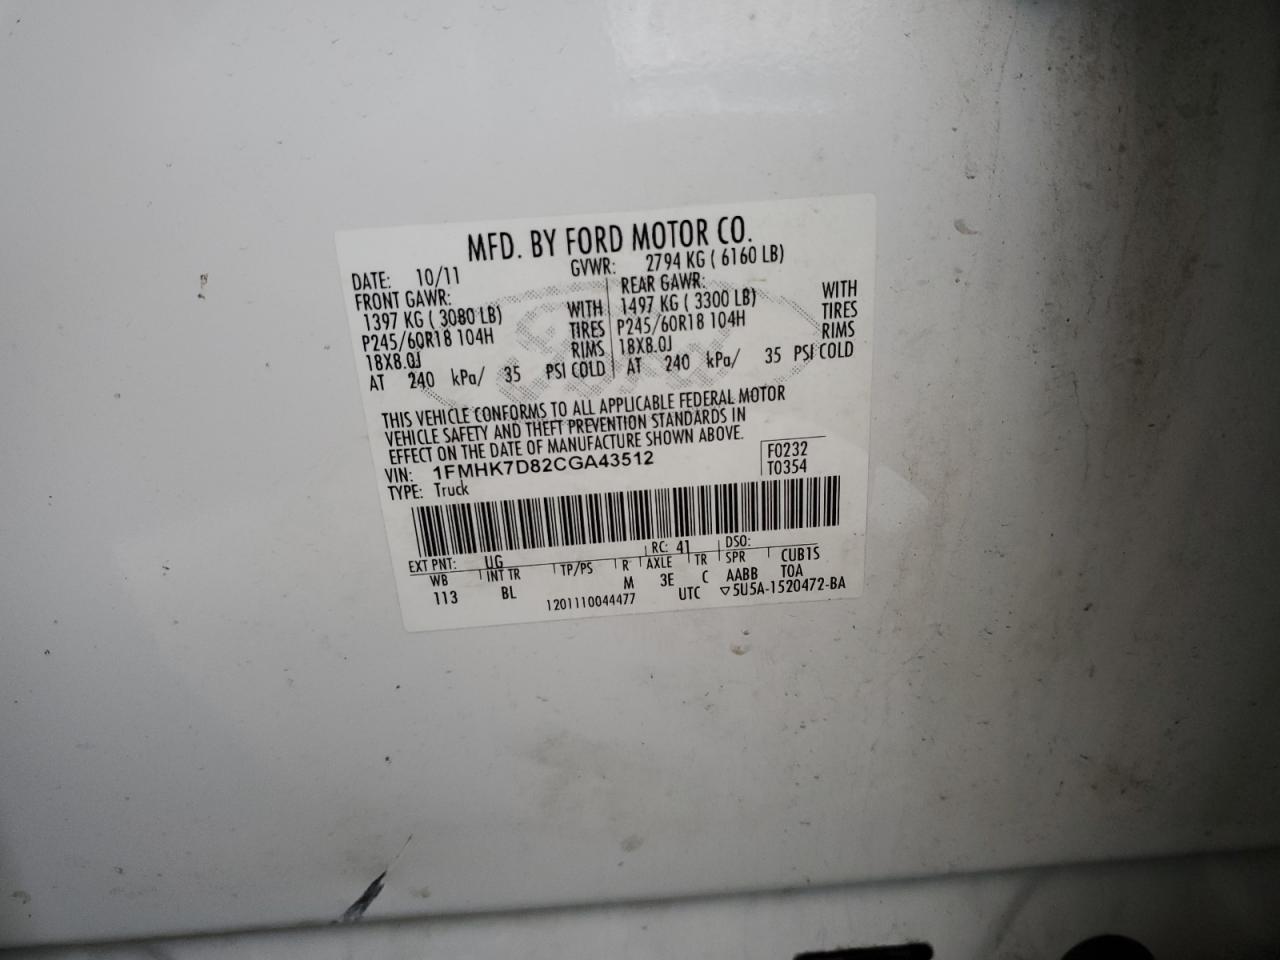 MFD. BY FORD MOTOR CO.
DATE: 10/11 GVWR: 2794 KG ( 6160 LB)
FRONT GAWR: REAR GAWR:
1397 KG ( 3080 LB) WITH 1497 KG ( 3300 LB) WITH
P245/60R18 104H TIRES P245/60R18 104H TIRES
18X8.0J RIMS 18X8.0J RIMS
AT 240 kPa/ 35 PSI COLD AT 240 kPa/ 35 PSI COLD
THIS VEHICLE CONFORMS TO ALL APPLICABLE FEDERAL MOTOR
VEHICLE SAFETY AND THEFT PREVENTION STANDARDS IN
EFFECT ON THE DATE OF MANUFACTURE SHOWN ABOVE.
VIN: 1FMHK7D82CGA43512 F0232
TYPE: Truck T0354
EXT PNT: UG RC: 41 DSO:
WB INT TR TP/PS R AXLE TR SPR CUB1S
113 BL M 3E C AABB TOA
1201110044477 UTC ▽5U5A-1520472-BA